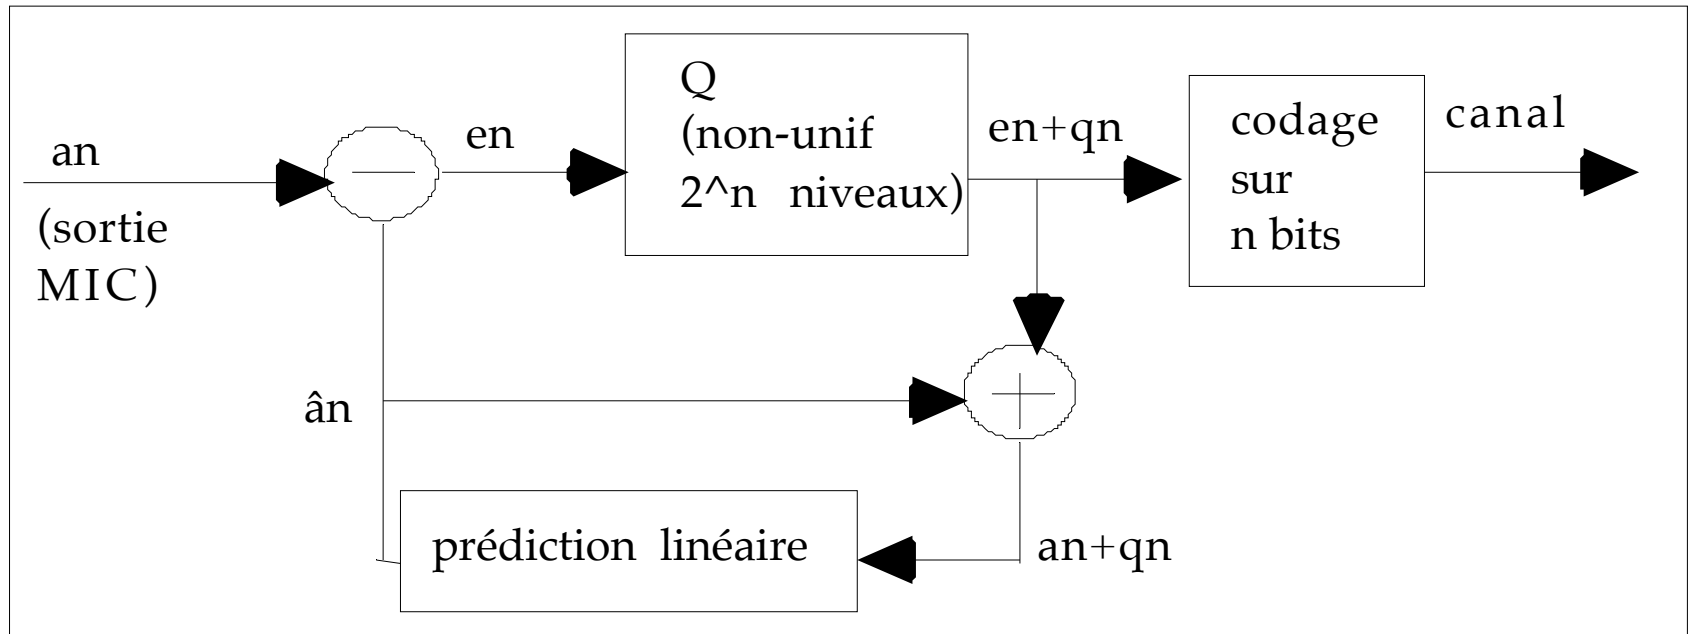 an
(sortie
MIC)
en
Q
(non-unif
2^n niveaux)
en+qn
codage
sur
n bits
canal
ân
prédiction linéaire
an+qn